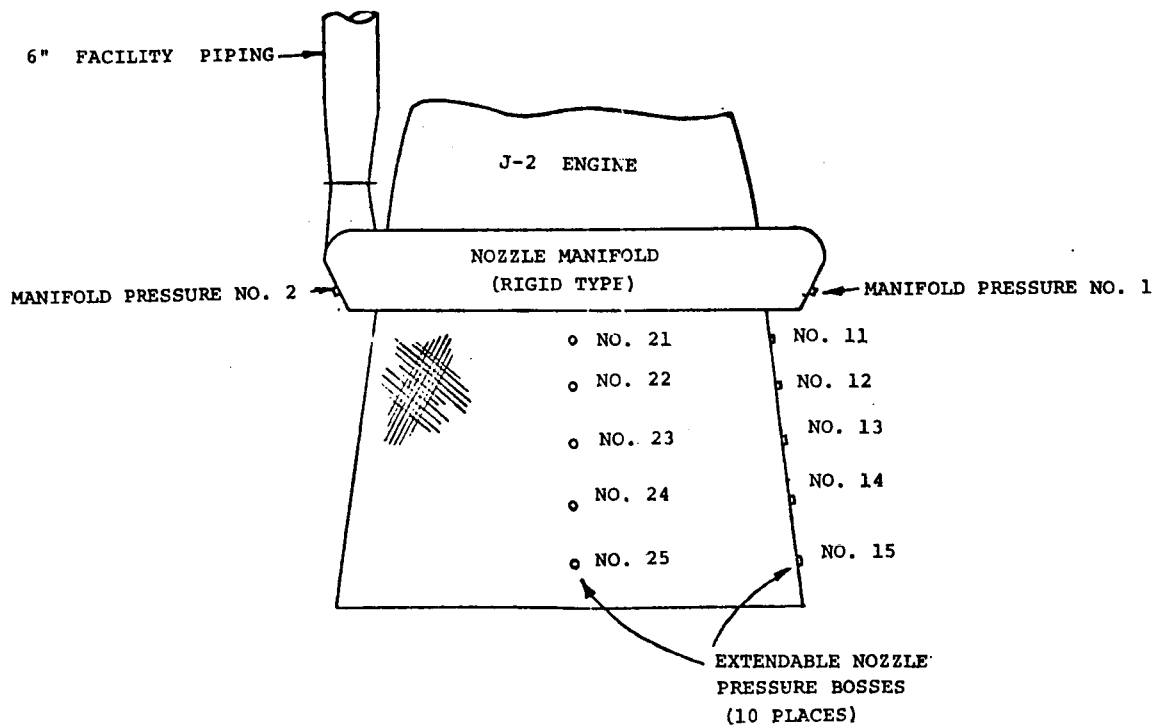 6" FACILITY PIPING
J-2 ENGINE
NOZZLE MANIFOLD
(RIGID TYPE)
MANIFOLD PRESSURE NO. 2
MANIFOLD PRESSURE NO. 1
NO. 21
NO. 11
NO. 22
NO. 12
NO. 23
NO. 13
NO. 24
NO. 14
NO. 25
NO. 15
EXTENDABLE NOZZLE
PRESSURE BOSSES
(10 PLACES)